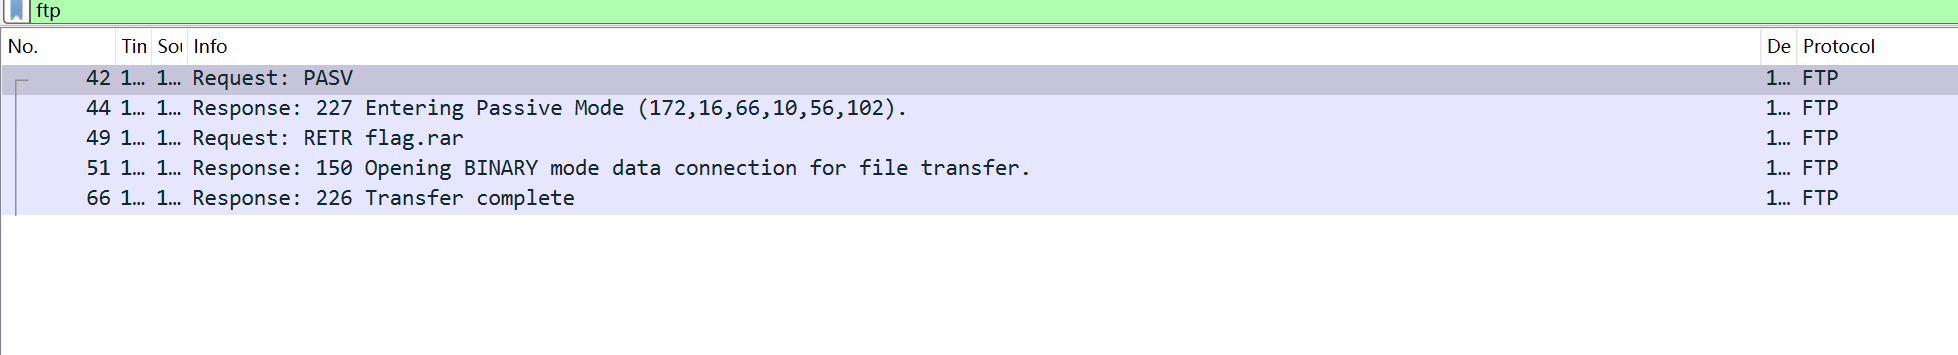 ftp
No. Tin Sou Info De Protocol
42 1… 1… Request: PASV 1… FTP
44 1… 1… Response: 227 Entering Passive Mode (172,16,66,10,56,102). 1… FTP
49 1… 1… Request: RETR flag.rar 1… FTP
51 1… 1… Response: 150 Opening BINARY mode data connection for file transfer. 1… FTP
66 1… 1… Response: 226 Transfer complete 1… FTP